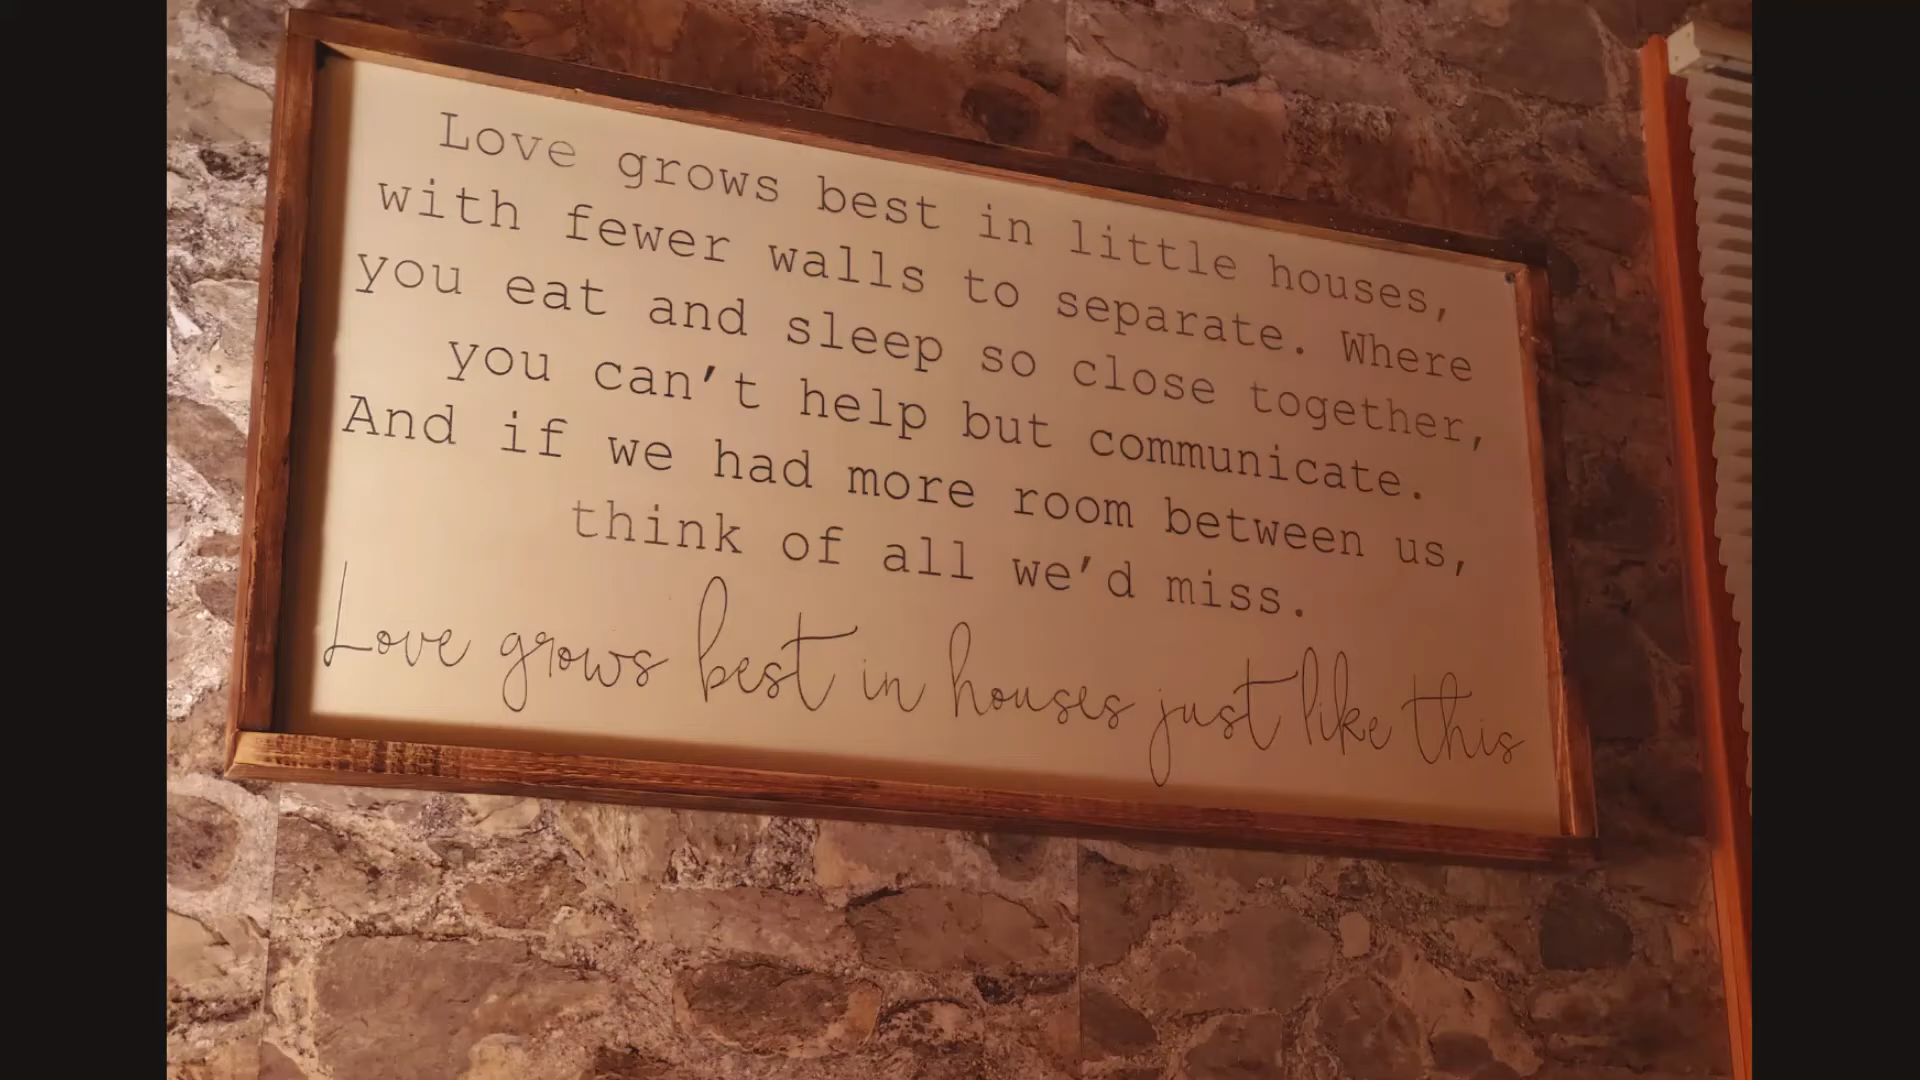 Love grows best in little houses,
with fewer walls to separate. Where
you eat and sleep so close together,
you can't help but communicate.
And if we had more room between us,
think of all we'd miss.
Love grows best in houses just like this